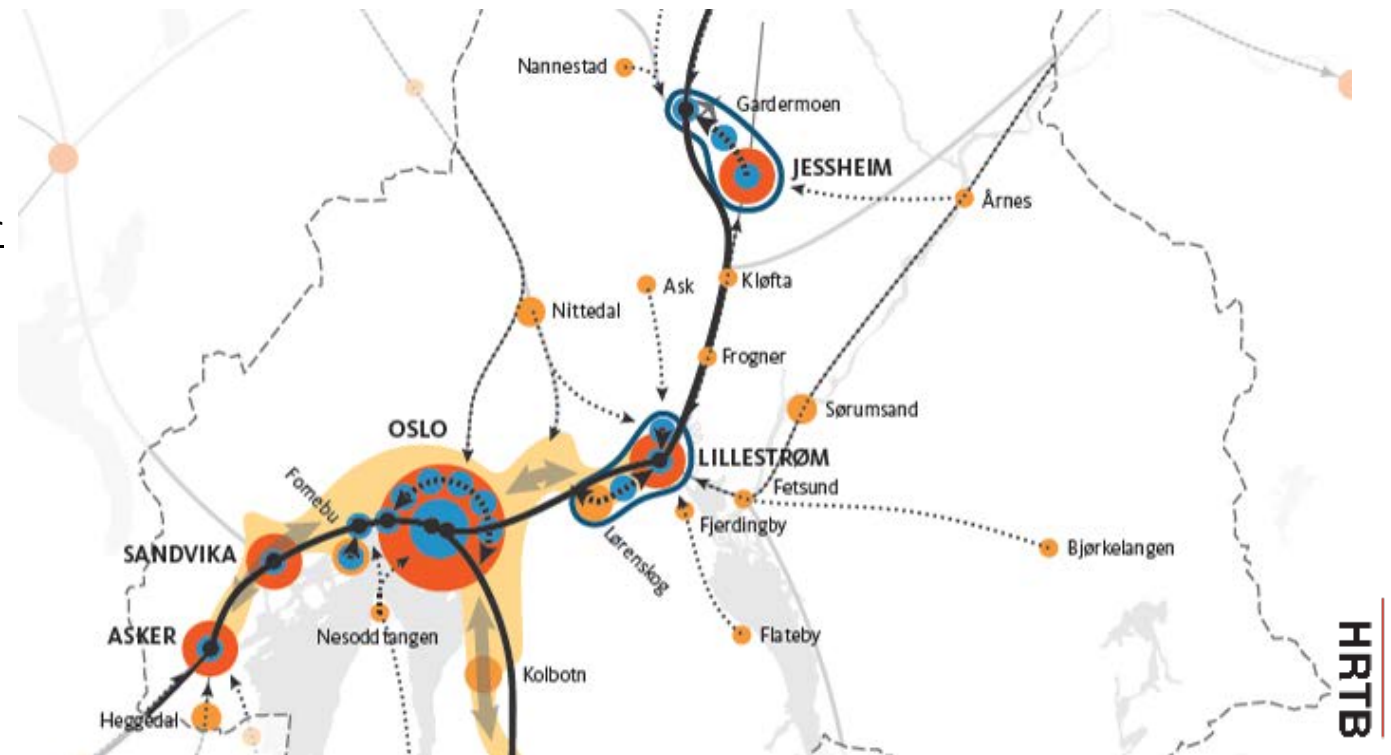 Nannestad
Gardermoen
JESSHEIM
Årnes
Ask
Kløfta
Nittedal
Frogner
Sørumsand
OSLO
LILLESTRØM
Fetsund
Fornebu
Fjerdingby
SANDVIKA
Lørenskog
Bjørkelangen
ASKER
Nesoddtangen
Flateby
Kolbotn
Heggedal
HRTB